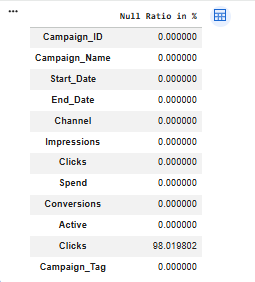 Null Ratio in %
Campaign_ID 0.000000
Campaign_Name 0.000000
Start_Date 0.000000
End_Date 0.000000
Channel 0.000000
Impressions 0.000000
Clicks 0.000000
Spend 0.000000
Conversions 0.000000
Active 0.000000
Clicks 98.019802
Campaign_Tag 0.000000